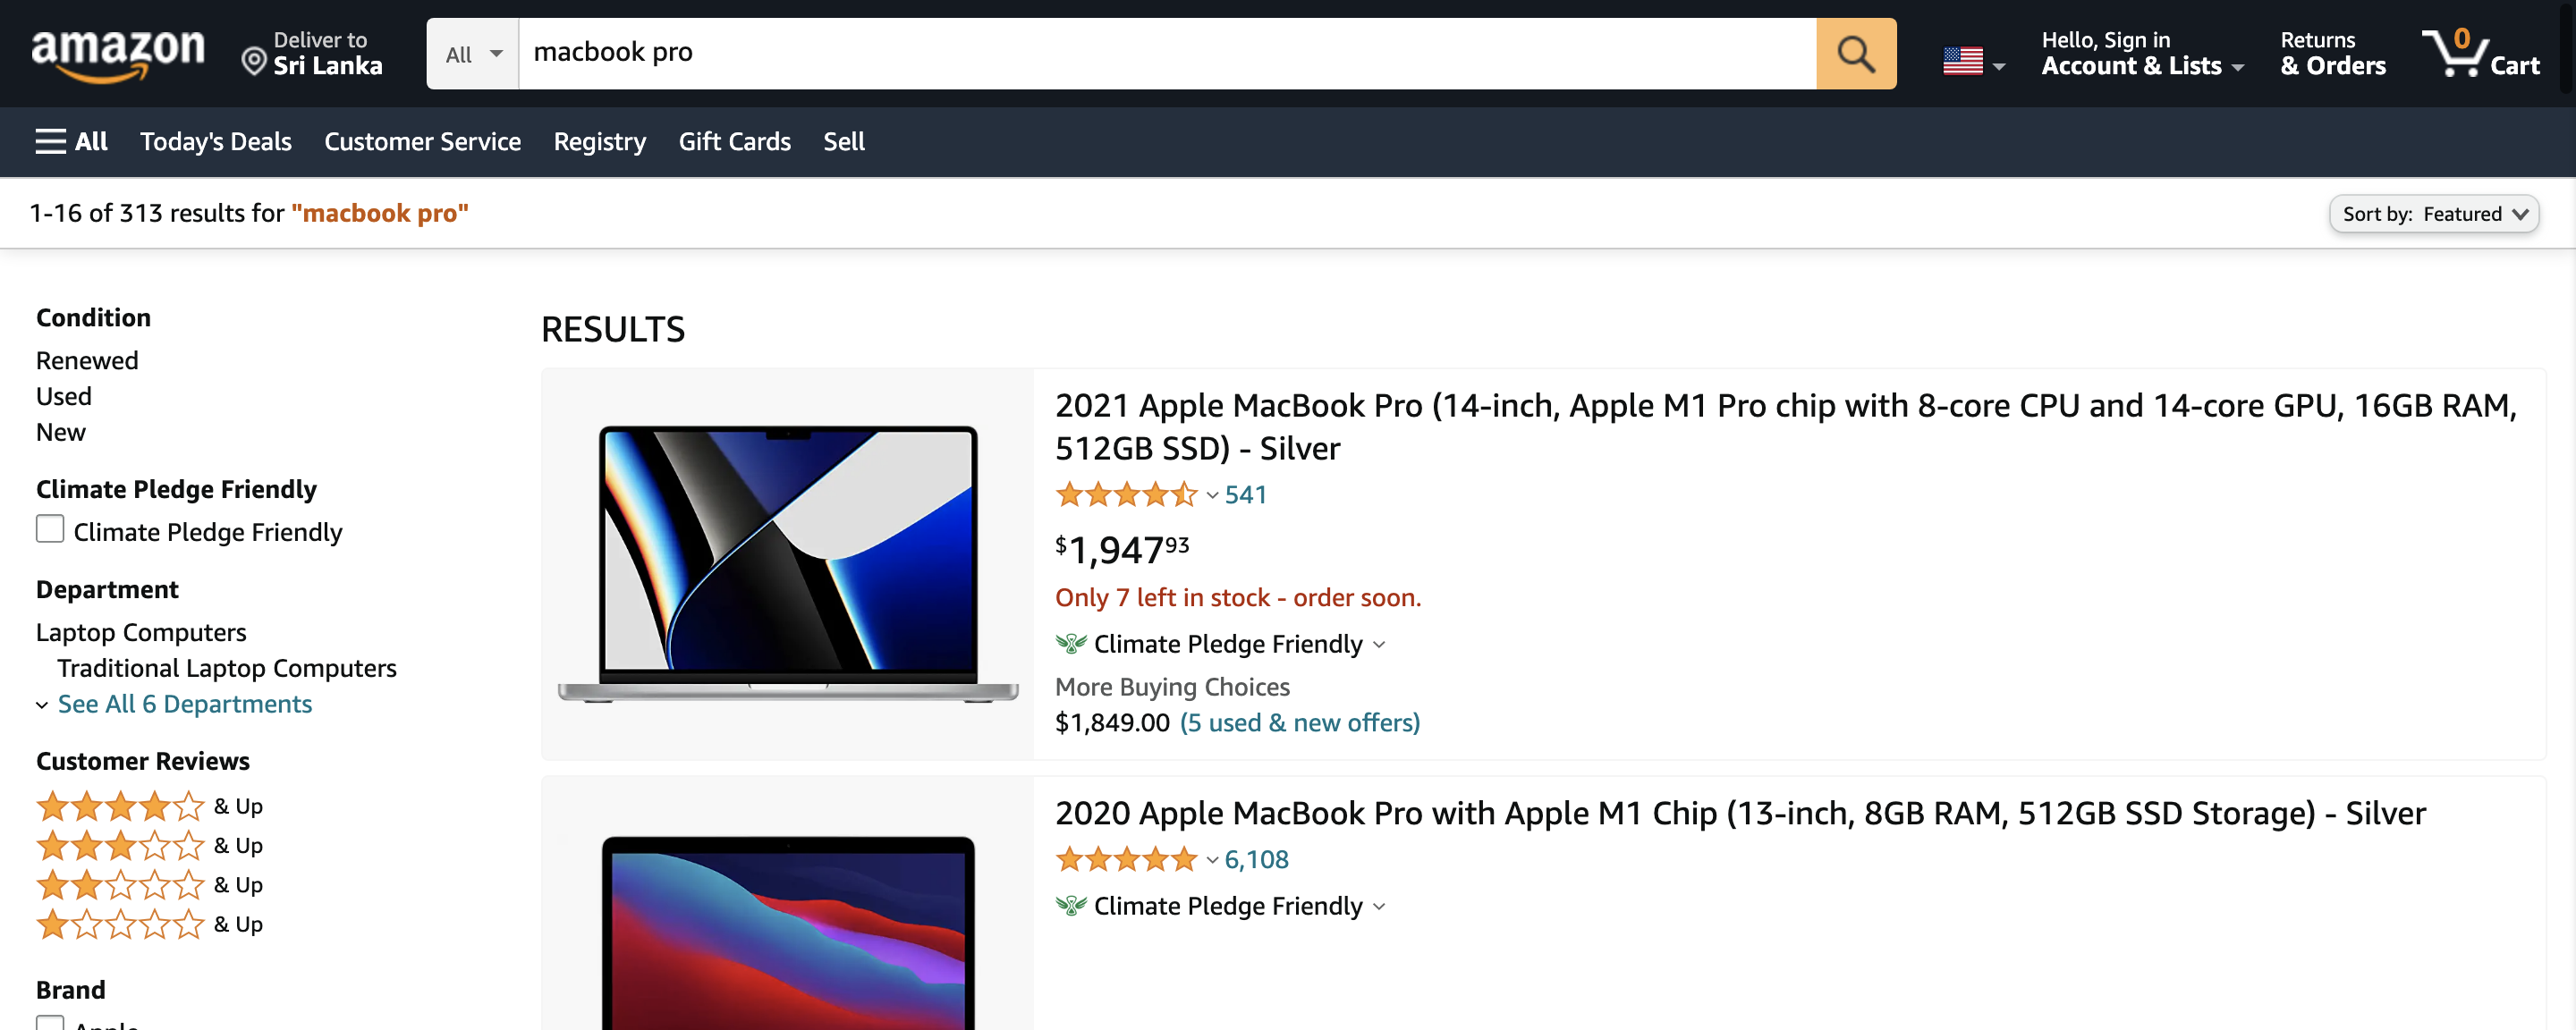 amazon
Deliver to
Sri Lanka
All
macbook pro
Hello, Sign in
Account & Lists
Returns
& Orders
0
Cart
All
Today's Deals
Customer Service
Registry
Gift Cards
Sell
1-16 of 313 results for "macbook pro"
Sort by: Featured
Condition
Renewed
Used
New
Climate Pledge Friendly
Climate Pledge Friendly
Department
Laptop Computers
Traditional Laptop Computers
See All 6 Departments
Customer Reviews
& Up
& Up
& Up
& Up
Brand
Apple
RESULTS
2021 Apple MacBook Pro (14-inch, Apple M1 Pro chip with 8-core CPU and 14-core GPU, 16GB RAM,
512GB SSD) - Silver
541
$1,94793
Only 7 left in stock - order soon.
Climate Pledge Friendly
More Buying Choices
$1,849.00 (5 used & new offers)
2020 Apple MacBook Pro with Apple M1 Chip (13-inch, 8GB RAM, 512GB SSD Storage) - Silver
6,108
Climate Pledge Friendly